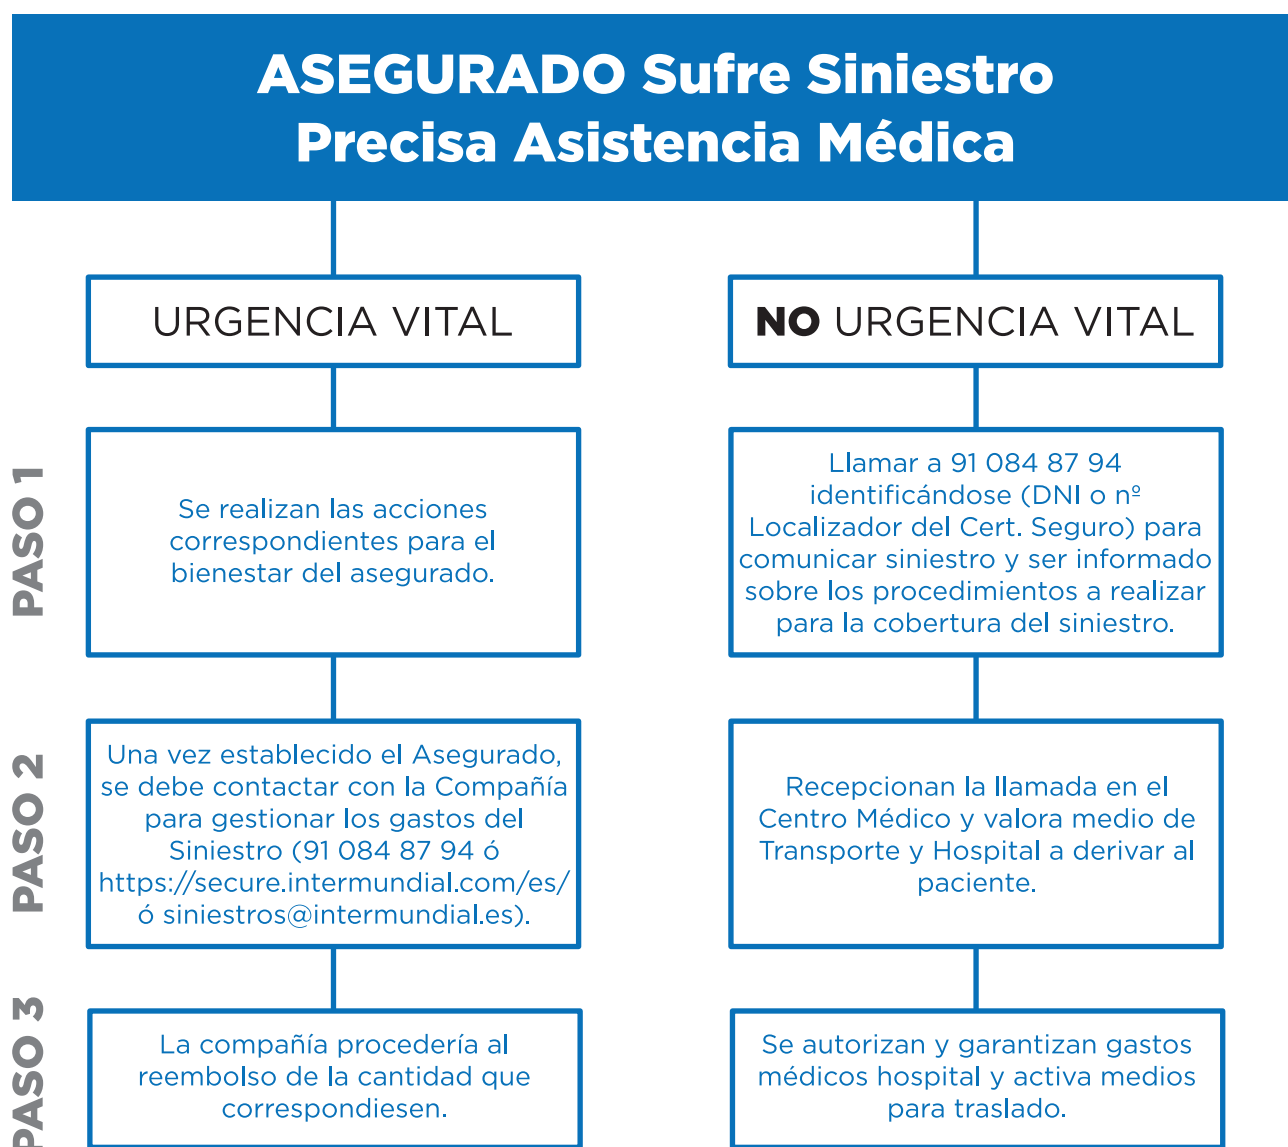 ASEGURADO Sufre Siniestro
Precisa Asistencia Médica
URGENCIA VITAL
NO URGENCIA VITAL
PASO 1
Se realizan las acciones
correspondientes para el
bienestar del asegurado.
Llamar a 91 084 87 94
identificándose (DNI o nº
Localizador del Cert. Seguro) para
comunicar siniestro y ser informado
sobre los procedimientos a realizar
para la cobertura del siniestro.
PASO 2
Una vez establecido el Asegurado,
se debe contactar con la Compañía
para gestionar los gastos del
Siniestro (91 084 87 94 ó
https://secure.intermundial.com/es/
ó siniestros@intermundial.es).
Recepcionan la llamada en el
Centro Médico y valora medio de
Transporte y Hospital a derivar al
paciente.
PASO 3
La compañía procedería al
reembolso de la cantidad que
correspondiesen.
Se autorizan y garantizan gastos
médicos hospital y activa medios
para traslado.